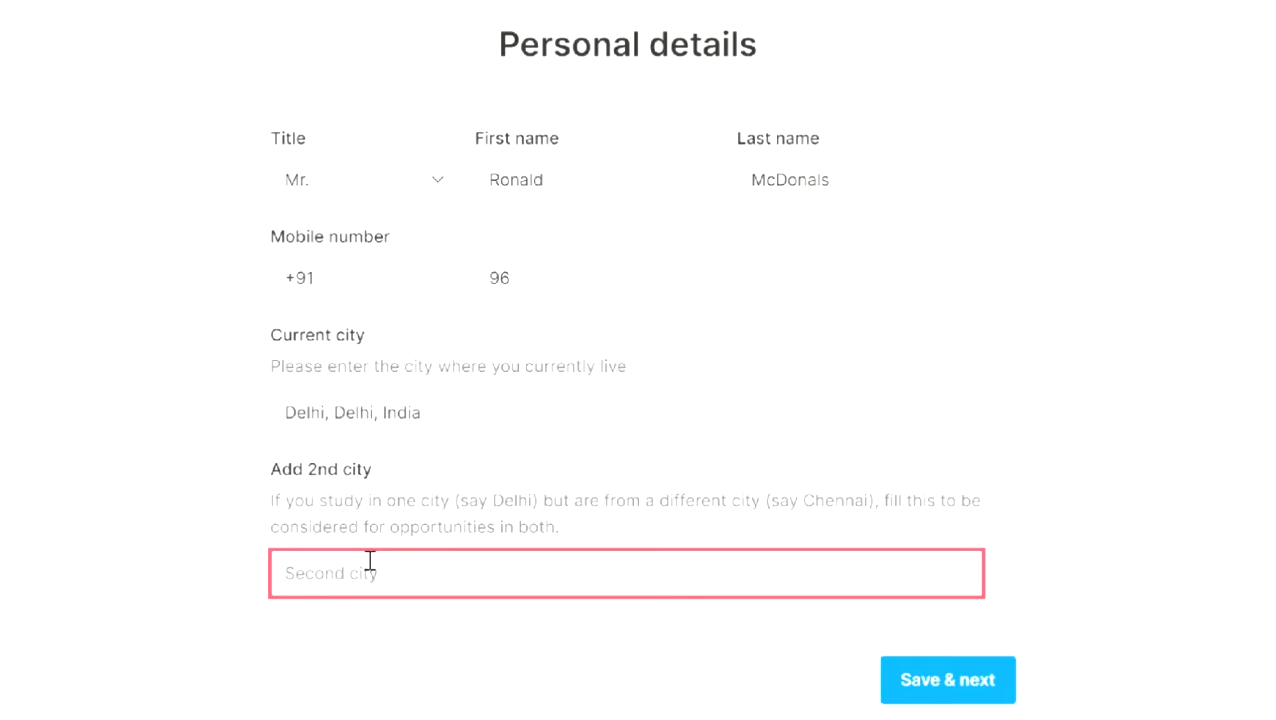 Personal details
Title First name Last name
Mr. Ronald McDonals
Mobile number
+91 96
Current city
Please enter the city where you currently live
Delhi, Delhi, India
Add 2nd city
If you study in one city (say Delhi) but are from a different city (say Chennai), fill this to be
considered for opportunities in both.
Second city
Save & next